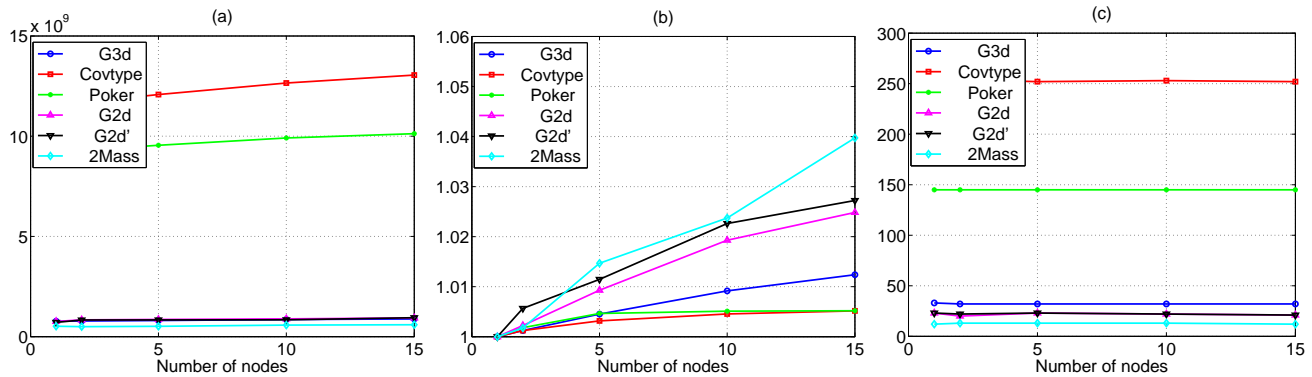 (a)
x 10^9
15
10
5
0
G3d
Covtype
Poker
G2d
G2d'
2Mass
0 5 10 15
Number of nodes
(b)
1.06
1.05
1.04
1.03
1.02
1.01
1
G3d
Covtype
Poker
G2d
G2d'
2Mass
0 5 10 15
Number of nodes
(c)
300
250
200
150
100
50
0
G3d
Covtype
Poker
G2d
G2d'
2Mass
0 5 10 15
Number of nodes